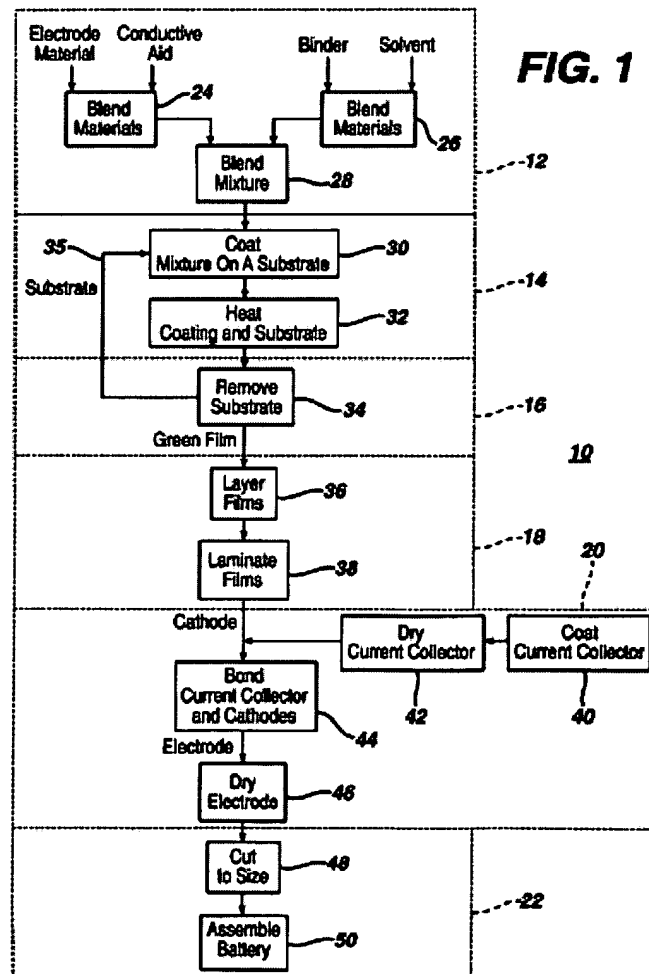 FIG. 1
Electrode
Material
Conductive
Aid
Binder
Solvent
Blend
Materials
24
Blend
Materials
26
Blend
Mixture
28
12
35
Substrate
Coat
Mixture On A Substrate
30
Heat
Coating and Substrate
32
14
Remove
Substrate
34
16
Green Film
10
Layer
Films
36
Laminate
Films
38
18
20
Cathode
Dry
Current Collector
42
Coat
Current Collector
40
Bond
Current Collector
and Cathodes
44
Electrode
Dry
Electrode
46
Cut
to Size
48
22
Assemble
Battery
50